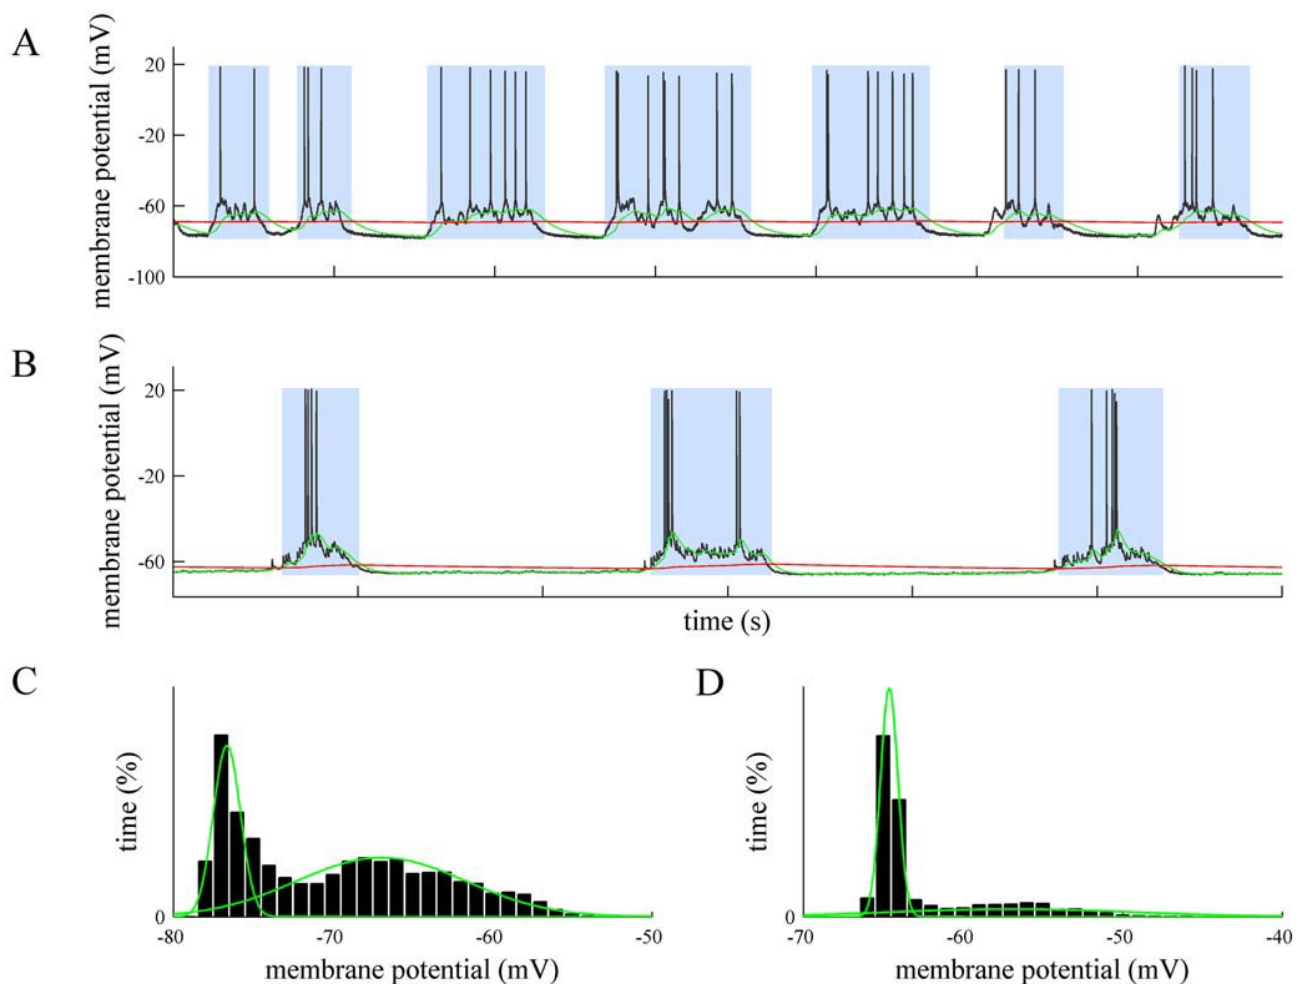 A
membrane potential (mV)
20
-20
-60
-100
B
membrane potential (mV)
20
-20
-60
time (s)
C
time (%)
0
-80
-70
-60
-50
membrane potential (mV)
D
time (%)
0
-70
-60
-50
-40
membrane potential (mV)